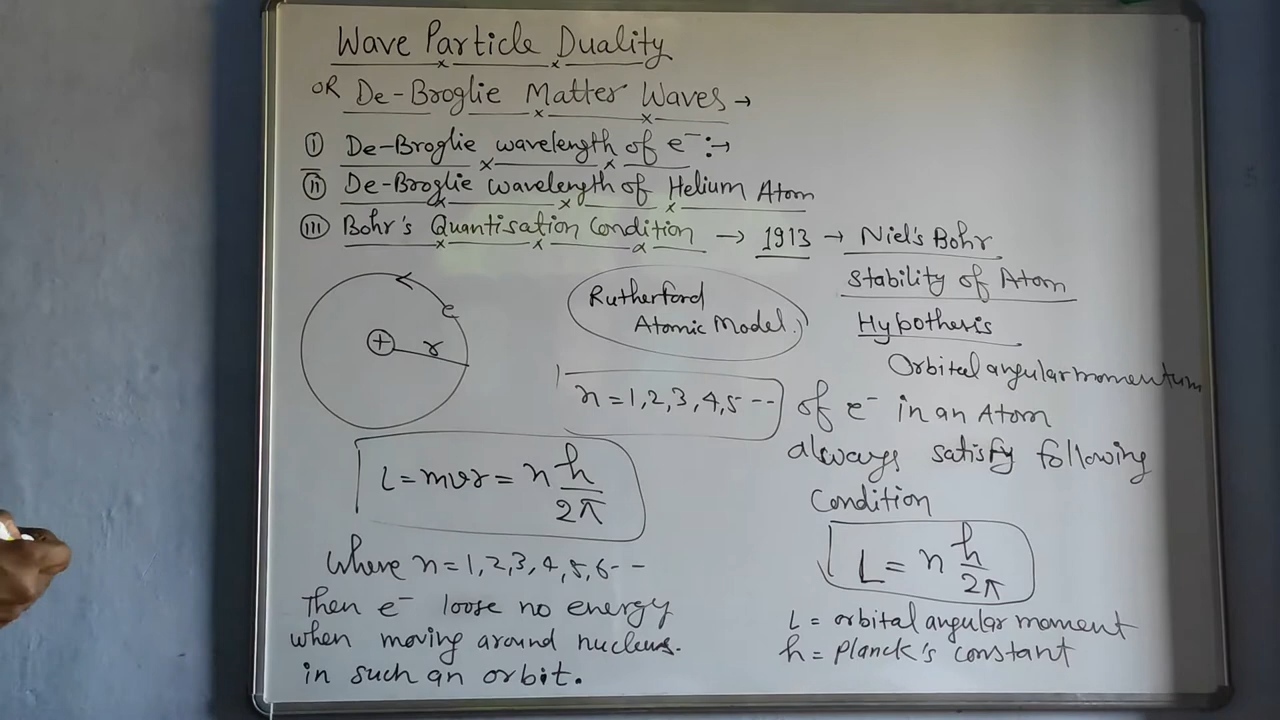 Wave Particle Duality
OR De-Broglie Matter Waves →
(i) De-Broglie wavelength of e⁻ :→
(ii) De-Broglie wavelength of Helium Atom
(iii) Bohr's Quantisation Condition → 1913 → Niel's Bohr
Stability of Atom
Hypothesis
Orbital angular momentum
of e⁻ in an Atom
always satisfy following
Condition
L = n h/2π
L = orbital angular moment
h = planck's constant
Rutherford
Atomic Model.
n = 1,2,3,4,5 ---
e
+
r
L = mvr = n h/2π
Where n = 1,2,3,4,5,6 --
Then e⁻ loose no energy
when moving around nucleus.
in such an orbit.